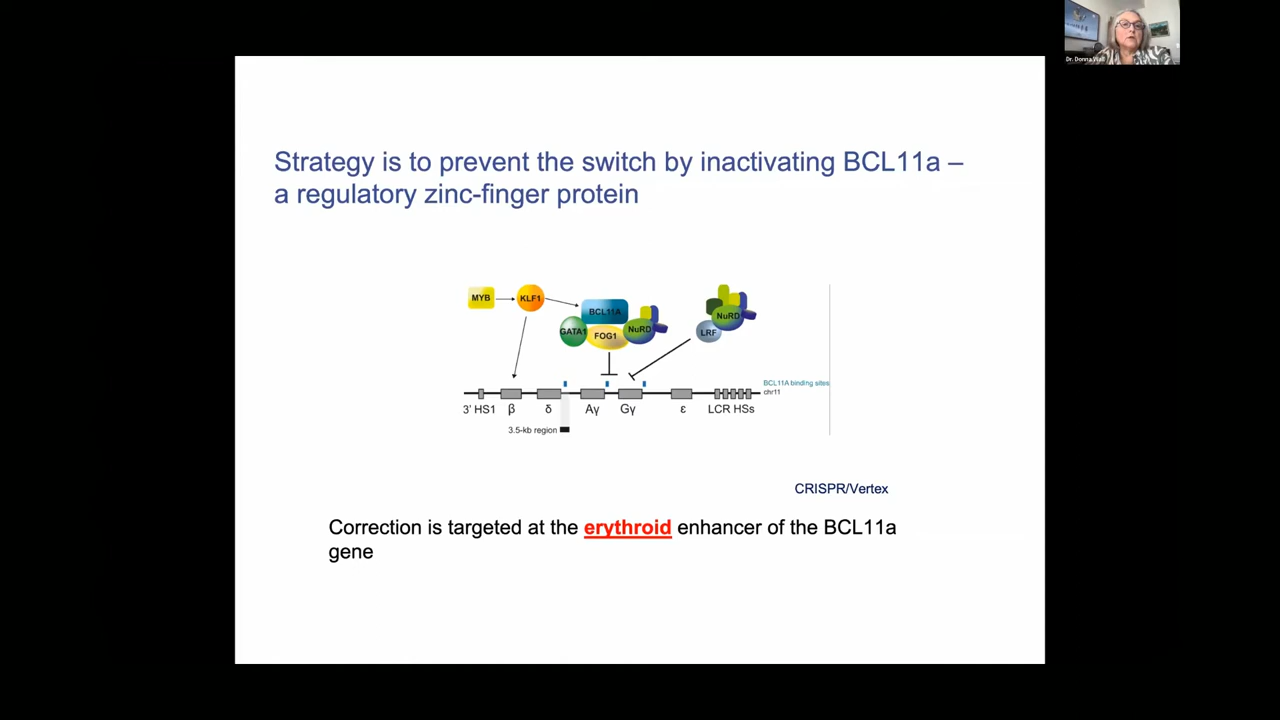 Dr. Donna Wall
Strategy is to prevent the switch by inactivating BCL11a –
a regulatory zinc-finger protein
MYB
KLF1
BCL11A
GATA1
FOG1
NuRD
NuRD
LRF
BCL11A binding sites
chr11
3' HS1 β δ Aγ Gγ ε LCR HSs
3.5-kb region
CRISPR/Vertex
Correction is targeted at the erythroid enhancer of the BCL11a
gene